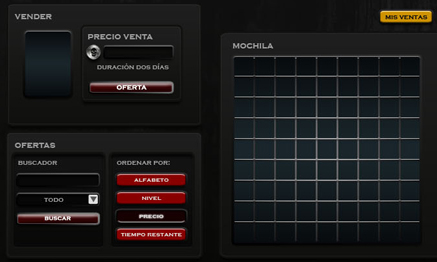 VENDER
PRECIO VENTA
DURACIÓN DOS DÍAS
OFERTA
MIS VENTAS
MOCHILA
OFERTAS
BUSCADOR
TODO
BUSCAR
ORDENAR POR:
ALFABETO
NIVEL
PRECIO
TIEMPO RESTANTE